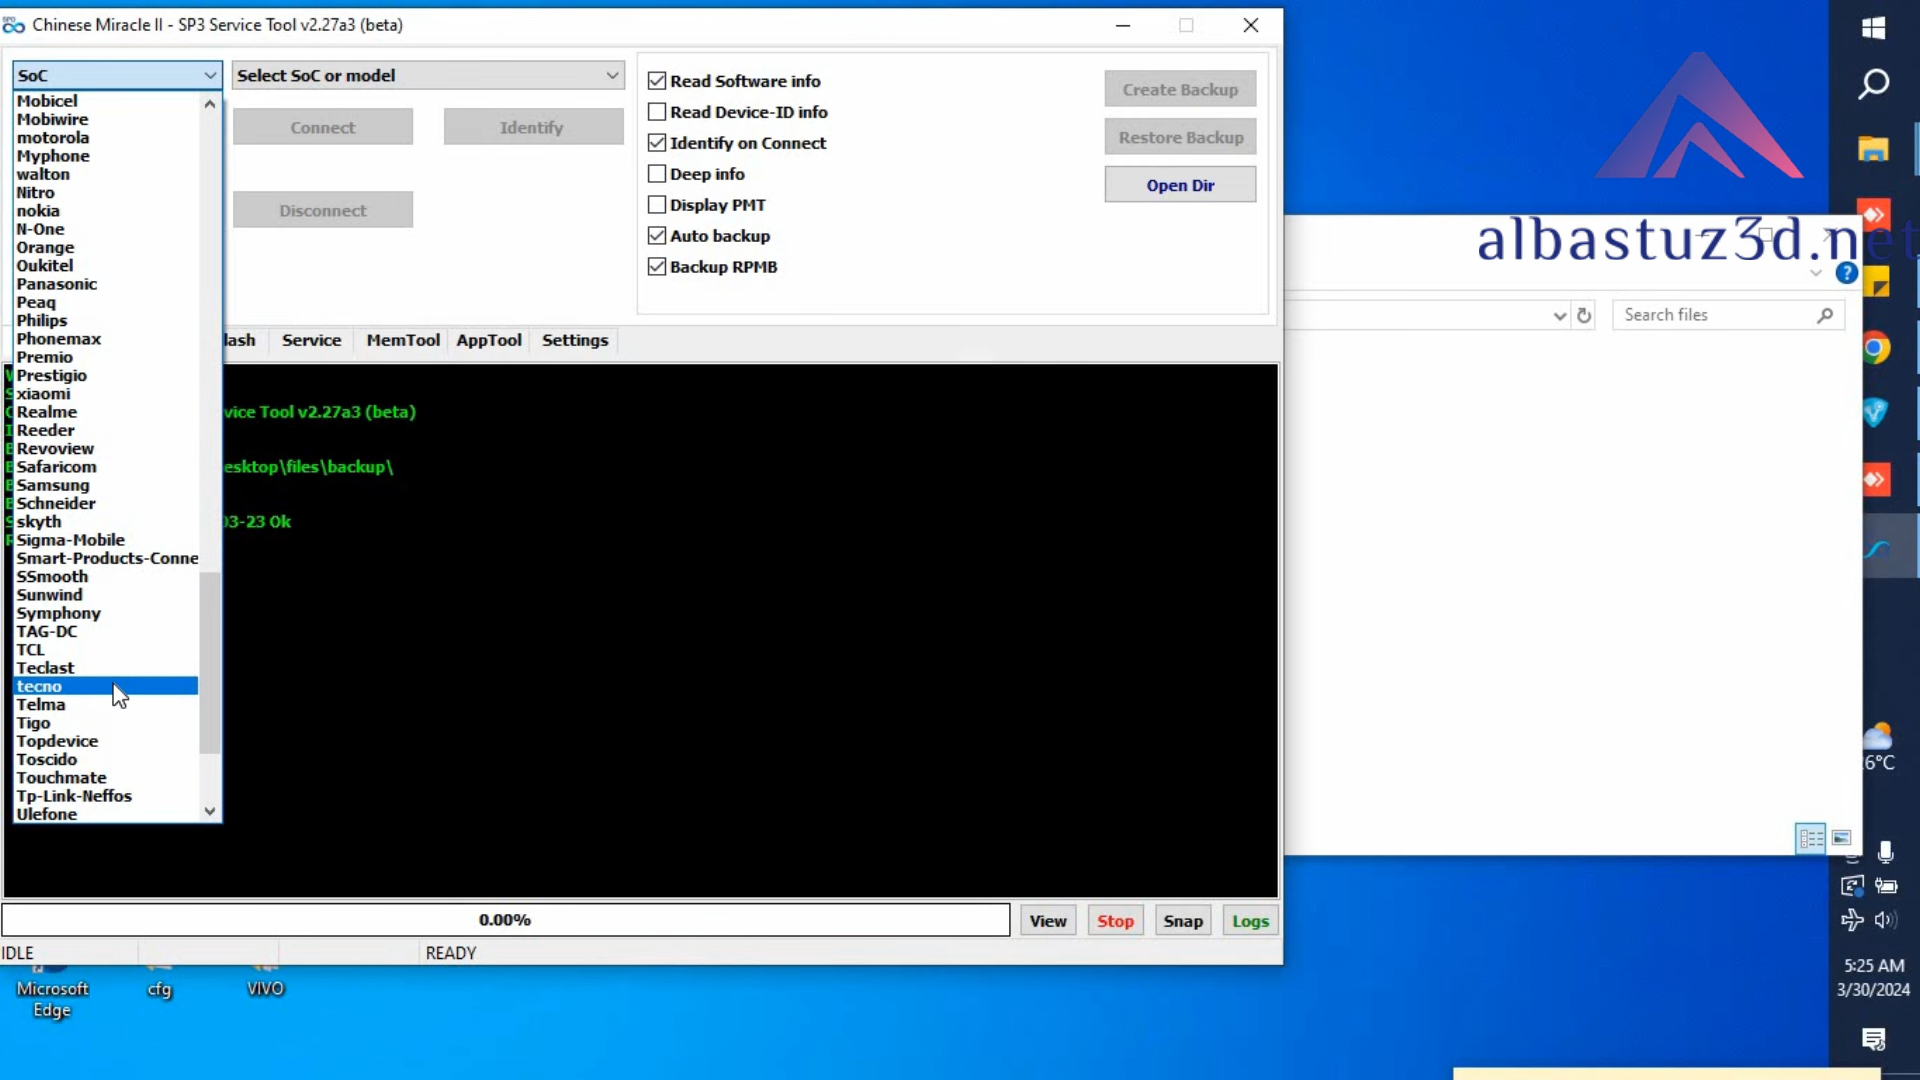 Chinese Miracle II - SP3 Service Tool v2.27a3 (beta)
SoC
Select SoC or model
Mobicel
Mobiwire
motorola
Myphone
walton
Nitro
nokia
N-One
Orange
Oukitel
Panasonic
Peaq
Philips
Phonemax
Premio
Prestigio
xiaomi
Realme
Reeder
Revoview
Safaricom
Samsung
Schneider
skyth
Sigma-Mobile
Smart-Products-Conne
SSmooth
Sunwind
Symphony
TAG-DC
TCL
Teclast
tecno
Telma
Tigo
Topdevice
Toscido
Touchmate
Tp-Link-Neffos
Ulefone
Connect
Identify
Disconnect
Read Software info
Read Device-ID info
Identify on Connect
Deep info
Display PMT
Auto backup
Backup RPMB
Create Backup
Restore Backup
Open Dir
lash
Service
MemTool
AppTool
Settings
vice Tool v2.27a3 (beta)
esktop\files\backup\
03-23 Ok
0.00%
View
Stop
Snap
Logs
IDLE
READY
albastuz3d.net
Search files
Microsoft
Edge
cfg
VIVO
6°C
5:25 AM
3/30/2024